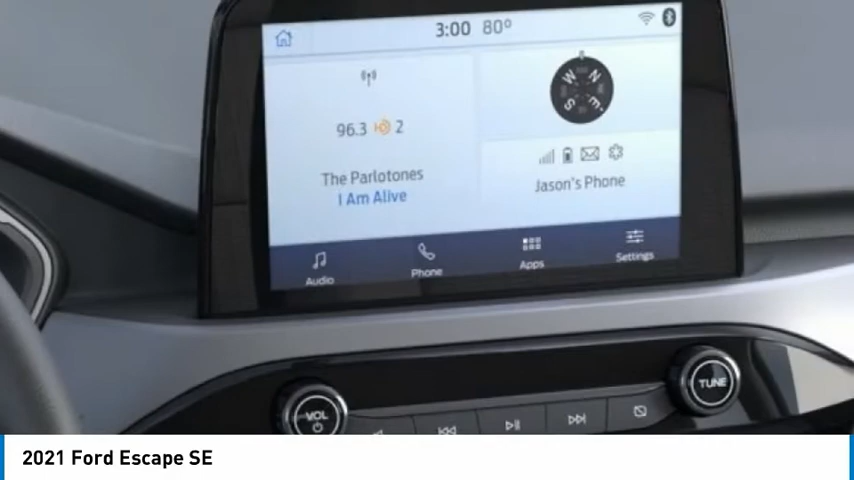 3:00 80°
96.3 HD 2
The Parlotones
I Am Alive
N
W
E
S
Jason's Phone
Audio
Phone
Apps
Settings
VOL
TUNE
2021 Ford Escape SE